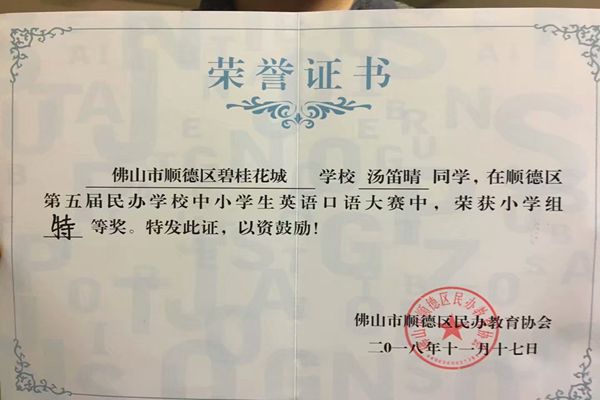 荣誉证书
佛山市顺德区碧桂花城 学校 汤笛晴 同学，在顺德区
第五届民办学校中小学生英语口语大赛中，荣获小学组
特 等奖。特发此证，以资鼓励！
佛山市顺德区民办教育协会
二〇一八年十一月十七日